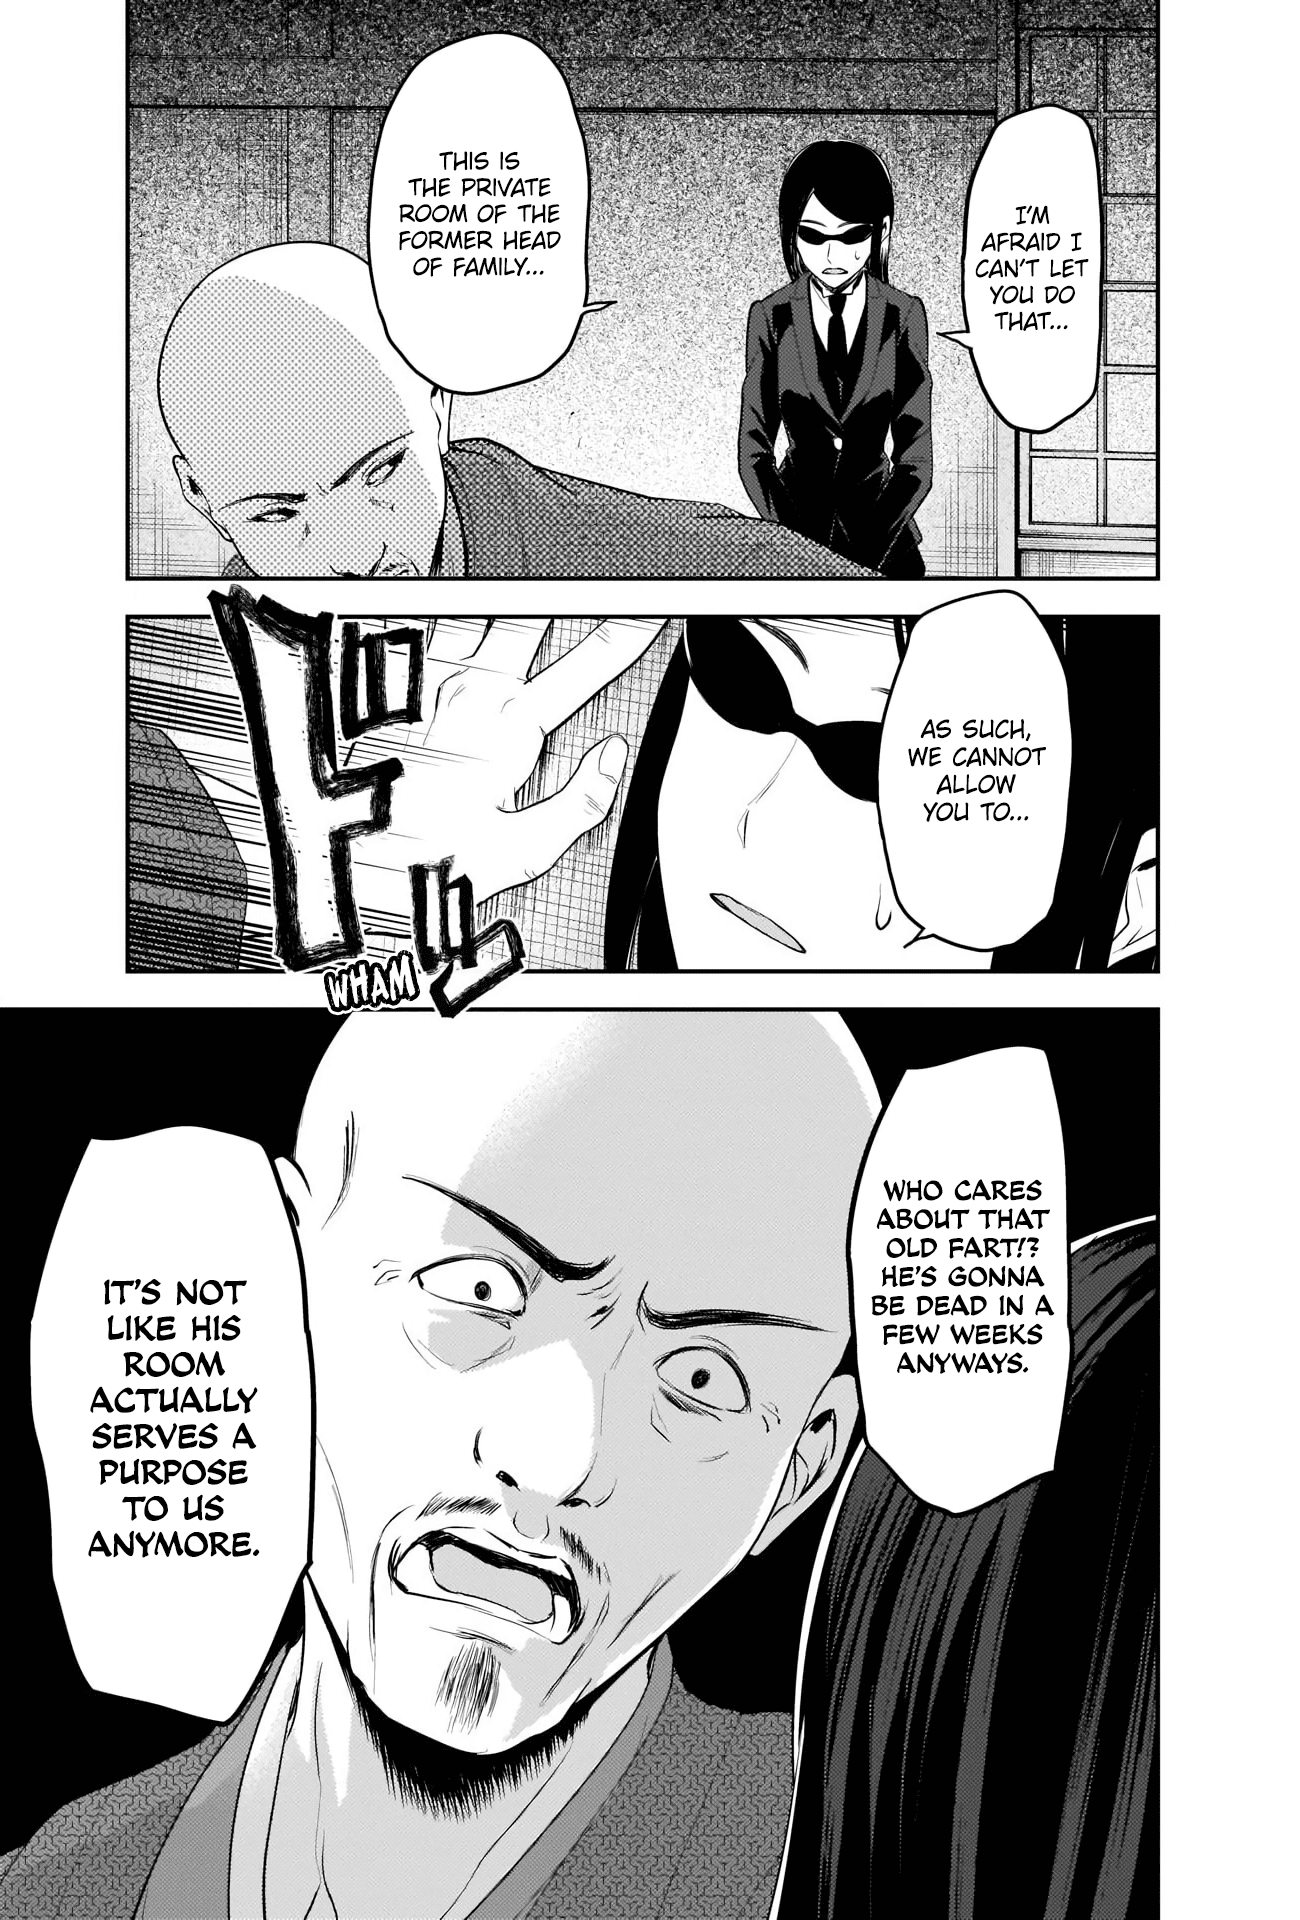 I'M
AFRAID I
CAN'T LET
YOU DO
THAT...
THIS IS
THE PRIVATE
ROOM OF THE
FORMER HEAD
OF FAMILY...
AS SUCH,
WE CANNOT
ALLOW
YOU TO...
ドンッ
WHAM
WHO CARES
ABOUT THAT
OLD FART!?
HE'S GONNA
BE DEAD IN A
FEW WEEKS
ANYWAYS.
IT'S NOT
LIKE HIS
ROOM
ACTUALLY
SERVES A
PURPOSE
TO US
ANYMORE.